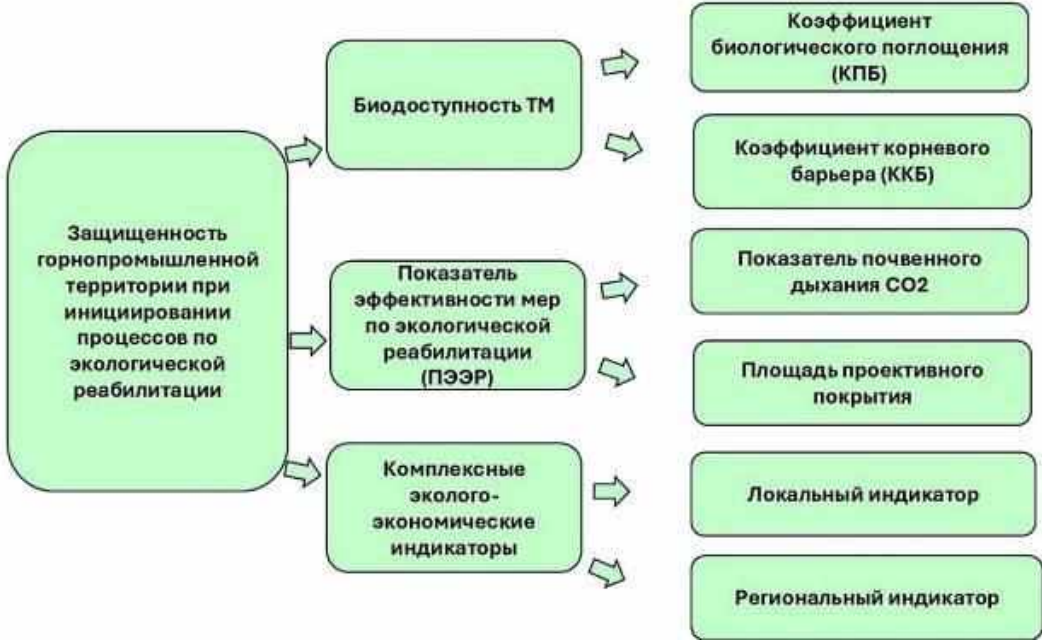 Защищенность
горнопромышленной
территории при
инициировании
процессов по
экологической
реабилитации
Биодоступность ТМ
Коэффициент
биологического поглощения
(КПБ)
Коэффициент корневого
барьера (ККБ)
Показатель
эффективности мер
по экологической
реабилитации
(ПЭЭР)
Показатель почвенного
дыхания СО2
Площадь проективного
покрытия
Комплексные
эколого-
экономические
индикаторы
Локальный индикатор
Региональный индикатор